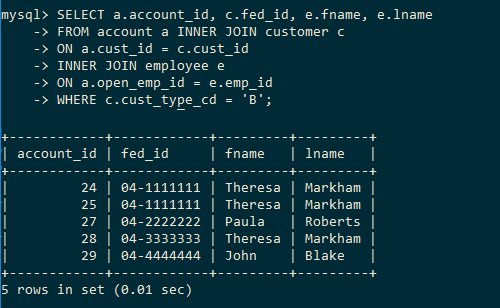 mysql> SELECT a.account_id, c.fed_id, e.fname, e.lname
    -> FROM account a INNER JOIN customer c
    -> ON a.cust_id = c.cust_id
    -> INNER JOIN employee e
    -> ON a.open_emp_id = e.emp_id
    -> WHERE c.cust_type_cd = 'B';
+------------+------------+---------+---------+
| account_id | fed_id     | fname   | lname   |
+------------+------------+---------+---------+
|         24 | 04-1111111 | Theresa | Markham |
|         25 | 04-1111111 | Theresa | Markham |
|         27 | 04-2222222 | Paula   | Roberts |
|         28 | 04-3333333 | Theresa | Markham |
|         29 | 04-4444444 | John    | Blake   |
+------------+------------+---------+---------+
5 rows in set (0.01 sec)